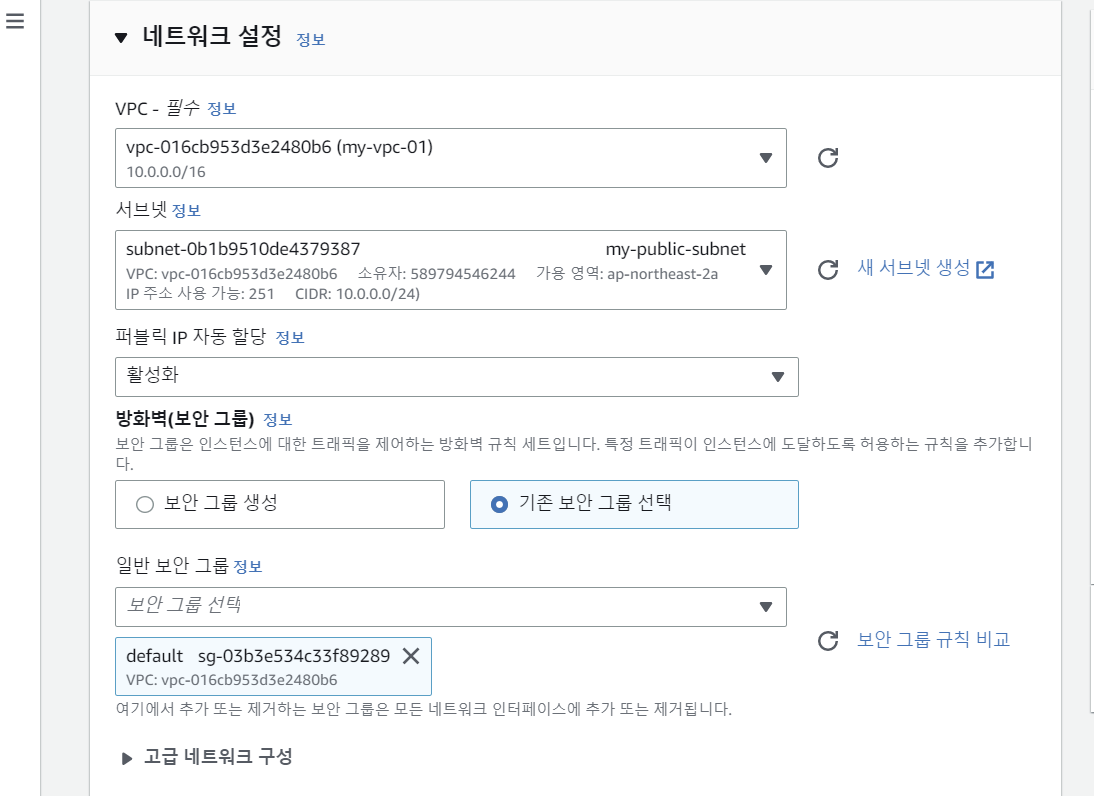 네트워크 설정 정보
VPC - 필수 정보
vpc-016cb953d3e2480b6 (my-vpc-01)
10.0.0.0/16
서브넷 정보
subnet-0b1b9510de4379387 my-public-subnet
VPC: vpc-016cb953d3e2480b6 소유자: 589794546244 가용 영역: ap-northeast-2a
IP 주소 사용 가능: 251 CIDR: 10.0.0.0/24)
새 서브넷 생성
퍼블릭 IP 자동 할당 정보
활성화
방화벽(보안 그룹) 정보
보안 그룹은 인스턴스에 대한 트래픽을 제어하는 방화벽 규칙 세트입니다. 특정 트래픽이 인스턴스에 도달하도록 허용하는 규칙을 추가합니
다.
보안 그룹 생성
기존 보안 그룹 선택
일반 보안 그룹 정보
보안 그룹 선택
default sg-03b3e534c33f89289
VPC: vpc-016cb953d3e2480b6
보안 그룹 규칙 비교
여기에서 추가 또는 제거하는 보안 그룹은 모든 네트워크 인터페이스에 추가 또는 제거됩니다.
고급 네트워크 구성